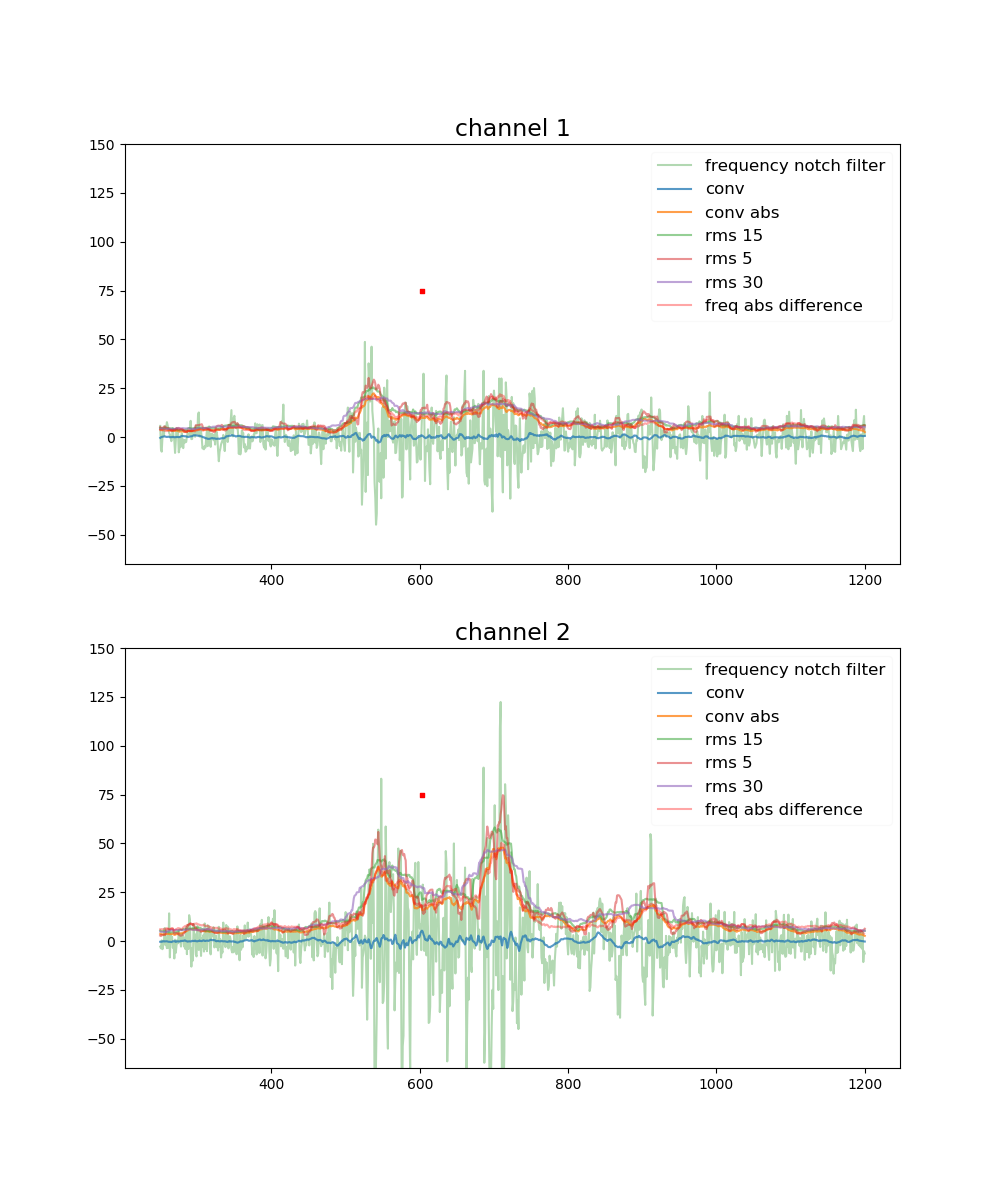 channel 1
150
125
100
75
50
25
0
−25
−50
frequency notch filter
conv
conv abs
rms 15
rms 5
rms 30
freq abs difference
400 600 800 1000 1200
channel 2
150
125
100
75
50
25
0
−25
−50
frequency notch filter
conv
conv abs
rms 15
rms 5
rms 30
freq abs difference
400 600 800 1000 1200